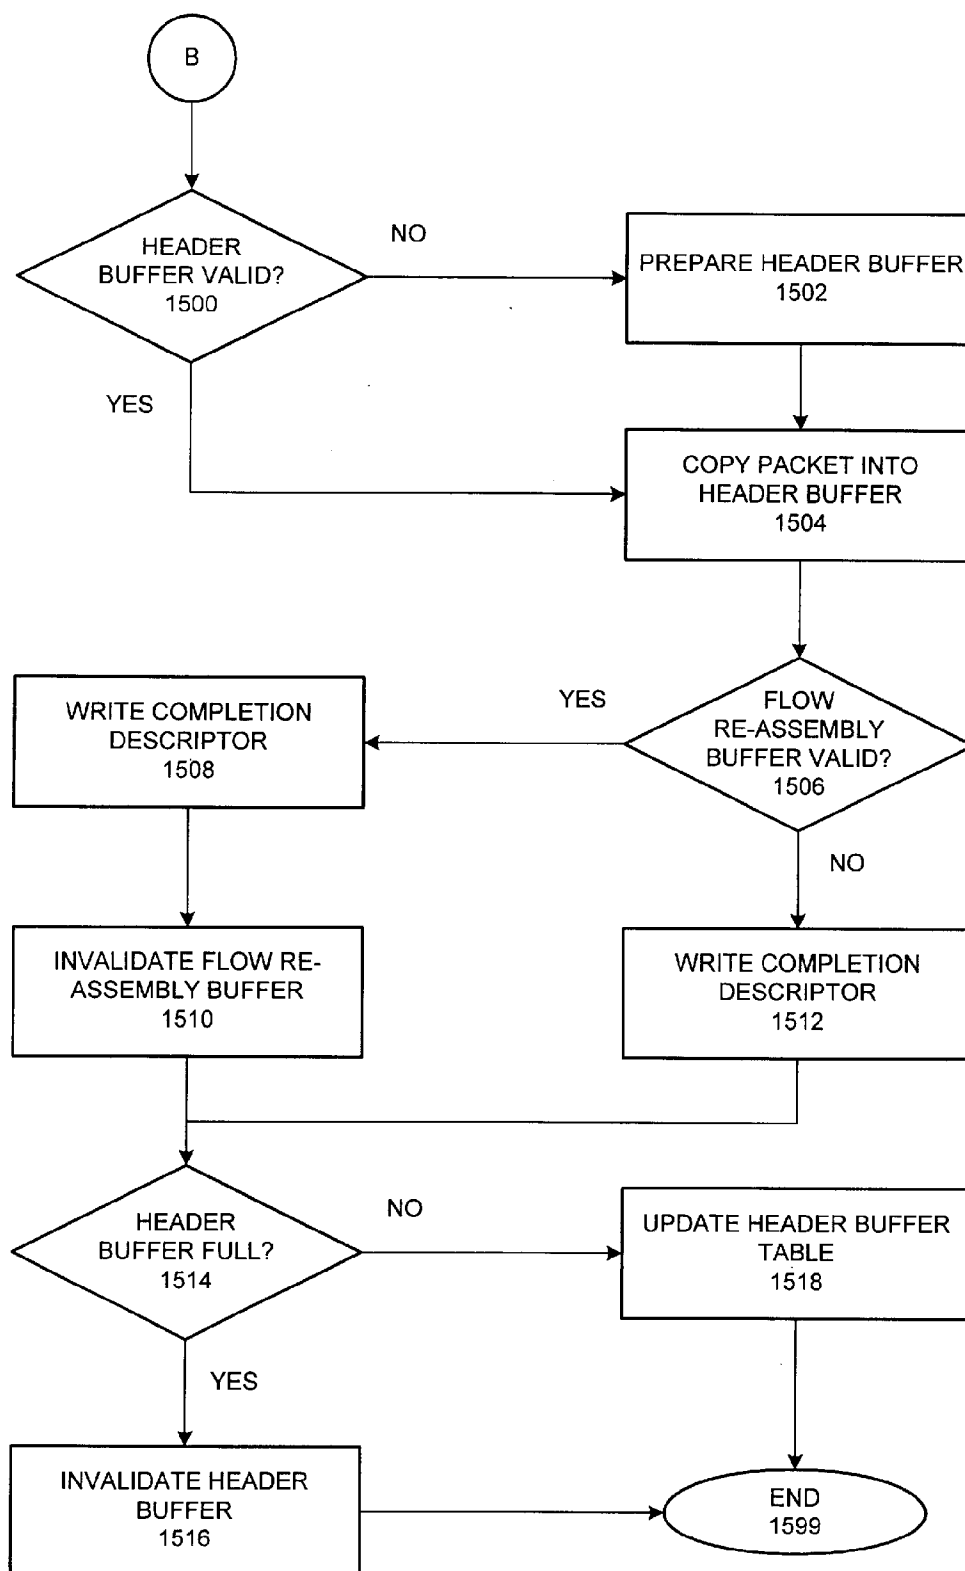 B
HEADER
BUFFER VALID?
1500
NO
YES
PREPARE HEADER BUFFER
1502
COPY PACKET INTO
HEADER BUFFER
1504
FLOW
RE-ASSEMBLY
BUFFER VALID?
1506
YES
NO
WRITE COMPLETION
DESCRIPTOR
1508
INVALIDATE FLOW RE-
ASSEMBLY BUFFER
1510
WRITE COMPLETION
DESCRIPTOR
1512
HEADER
BUFFER FULL?
1514
NO
YES
UPDATE HEADER BUFFER
TABLE
1518
INVALIDATE HEADER
BUFFER
1516
END
1599